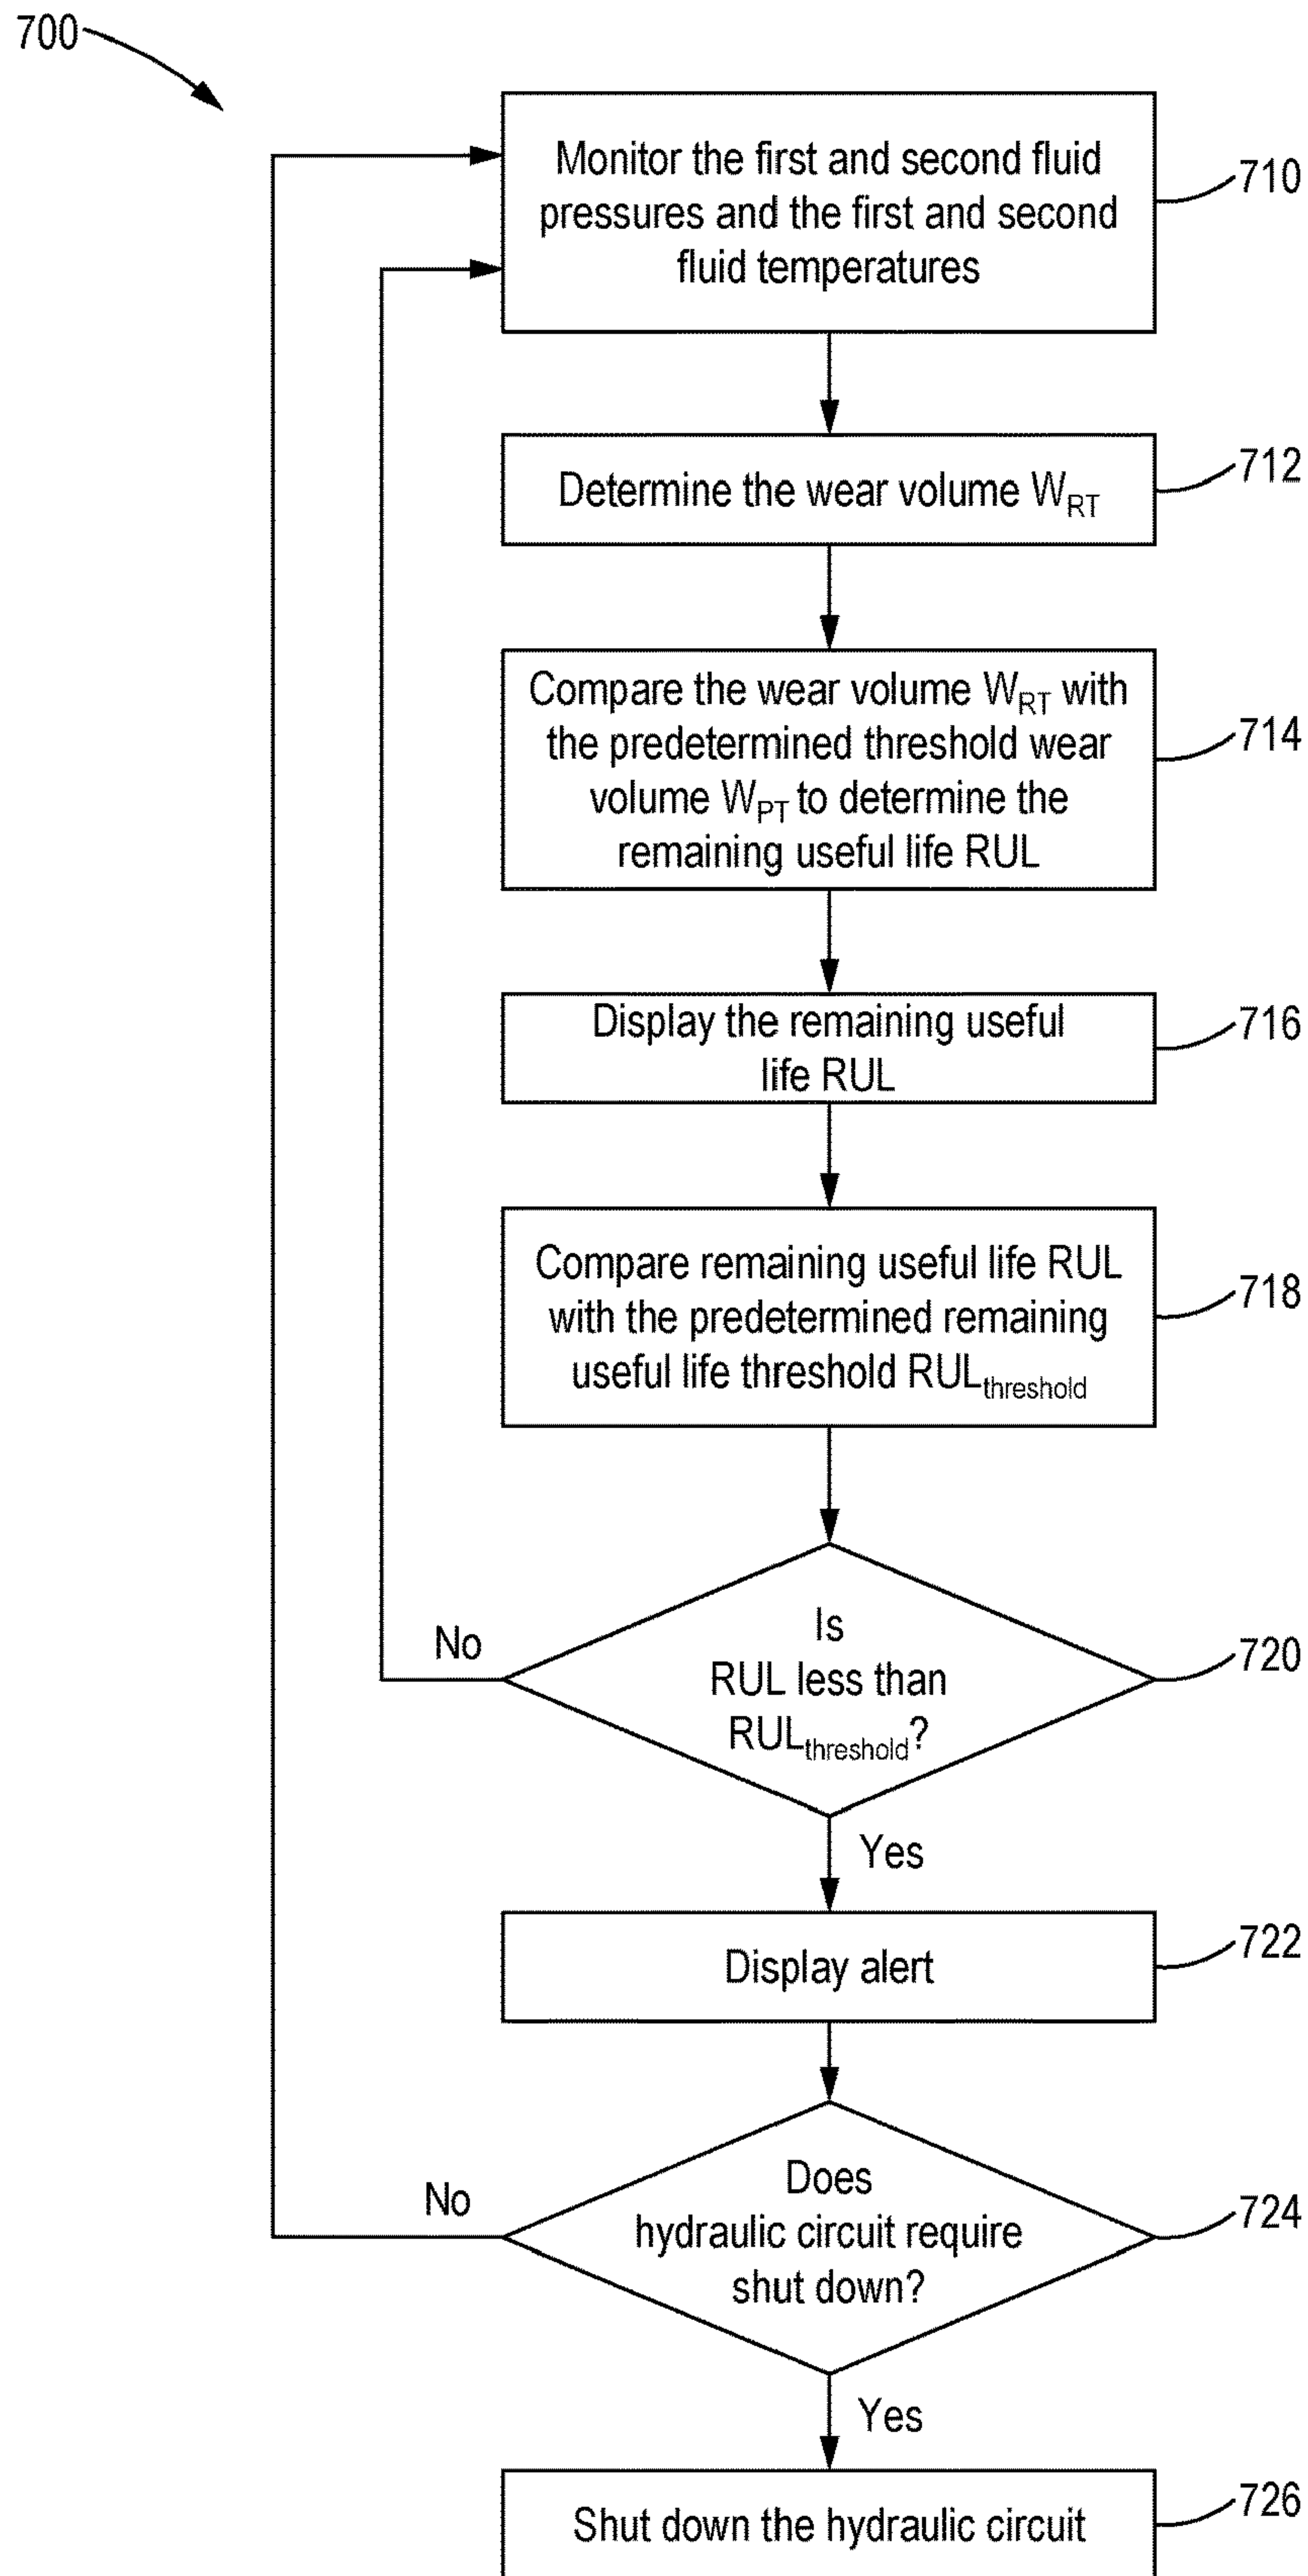 700
Monitor the first and second fluid
pressures and the first and second
fluid temperatures
710
Determine the wear volume W_RT
712
Compare the wear volume W_RT with
the predetermined threshold wear
volume W_PT to determine the
remaining useful life RUL
714
Display the remaining useful
life RUL
716
Compare remaining useful life RUL
with the predetermined remaining
useful life threshold RUL_threshold
718
Is
RUL less than
RUL_threshold?
720
No
Yes
Display alert
722
Does
hydraulic circuit require
shut down?
724
No
Yes
Shut down the hydraulic circuit
726